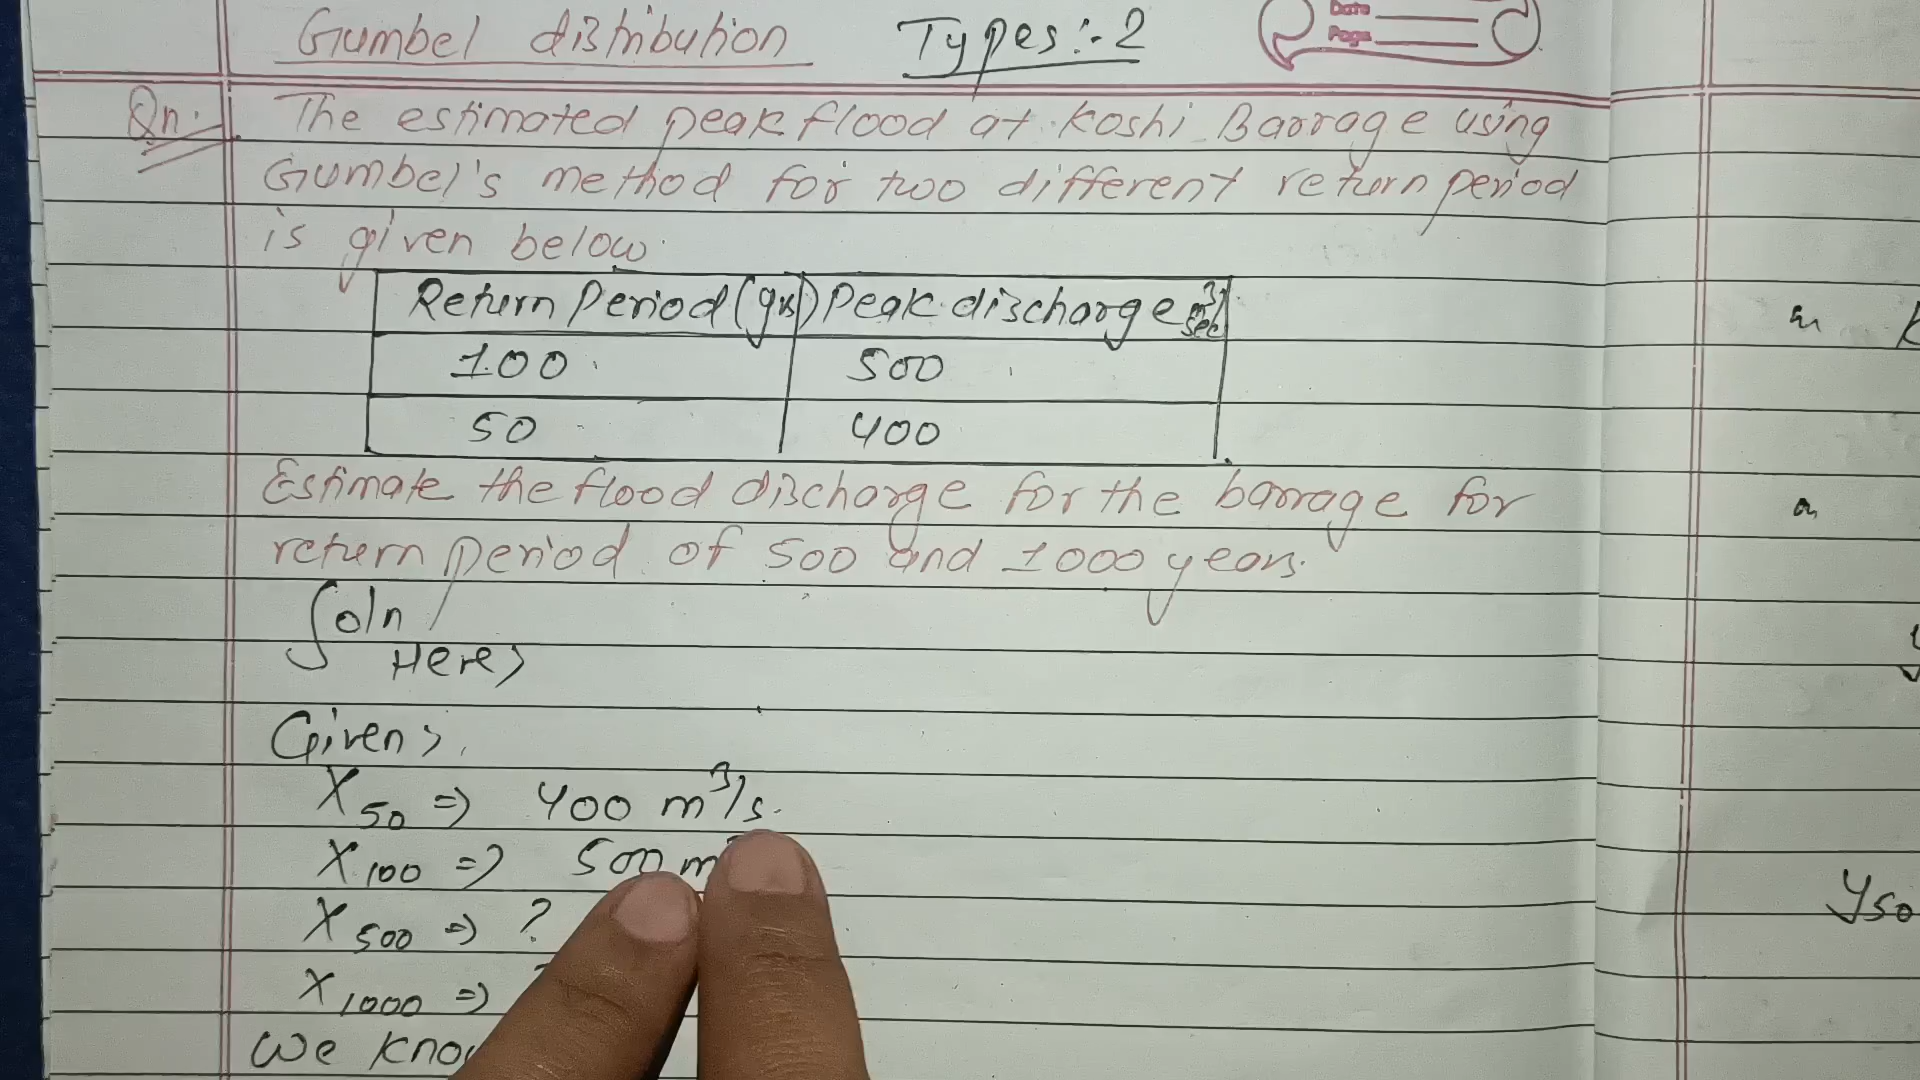 Gumbel distribution Types:-2
Date
Page
Qn. The estimated peak flood at Koshi Barrage using
Gumbel's method for two different return period
is given below.
Return Period (yrs) Peak discharge m³/sec
100 500
50 400
Estimate the flood discharge for the barrage for
return period of 500 and 1000 years.
Soln
Here,
Given,
X50 => 400 m³/s.
X100 => 500 m
X500 => ?
X1000 =>
We kno
y50